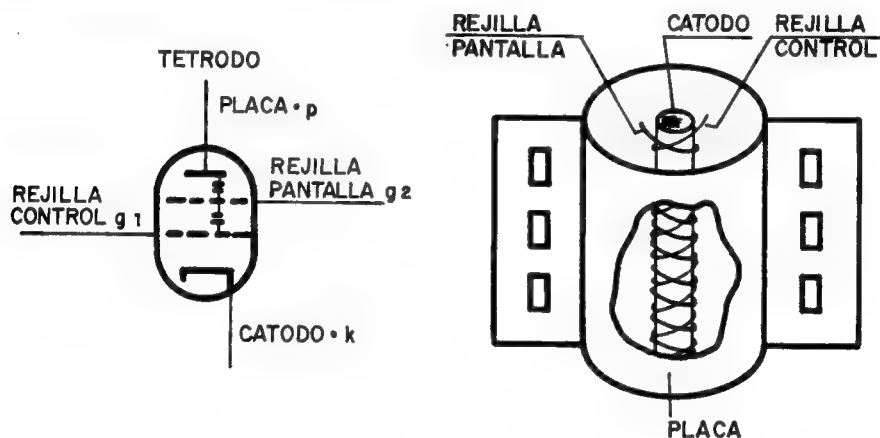 TETRODO
PLACA • p
REJILLA
CONTROL g1
REJILLA
PANTALLA g2
CATODO • k
REJILLA
PANTALLA
CATODO
REJILLA
CONTROL
PLACA